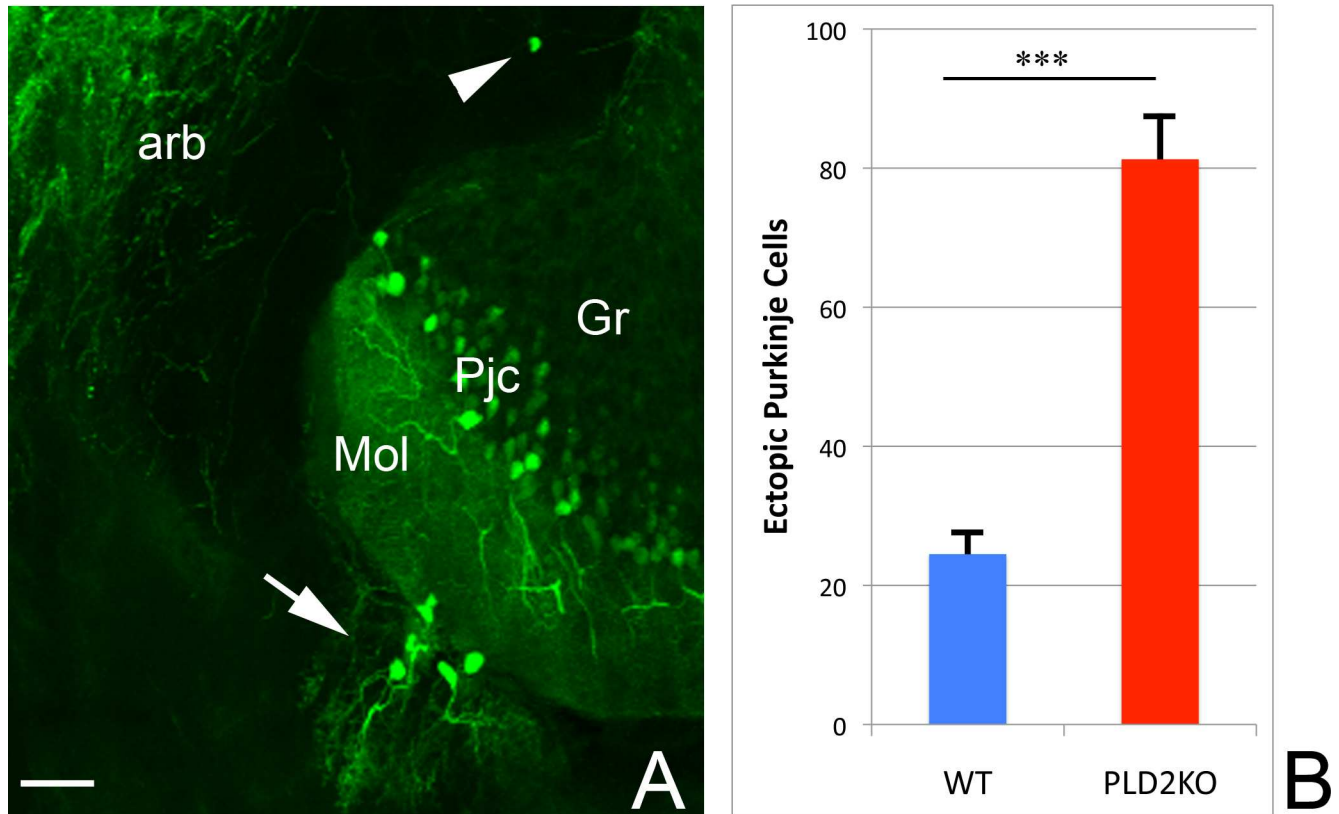 arb
Gr
Pjc
Mol
A
100
***
80
60
40
20
0
Ectopic Purkinje Cells
WT PLD2KO
B